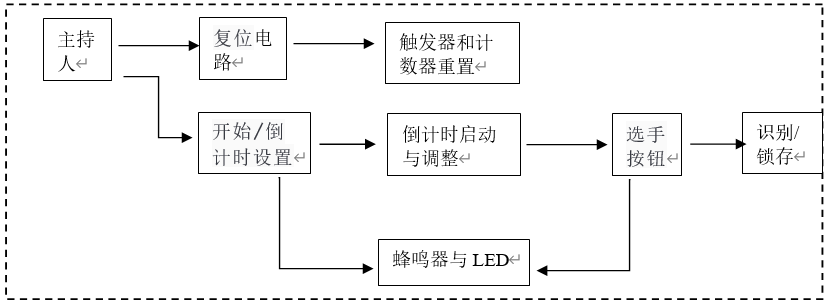 主持
人
复位电
路
触发器和计
数器重置
开始/倒
计时设置
倒计时启动
与调整
选手
按钮
识别/
锁存
蜂鸣器与 LED